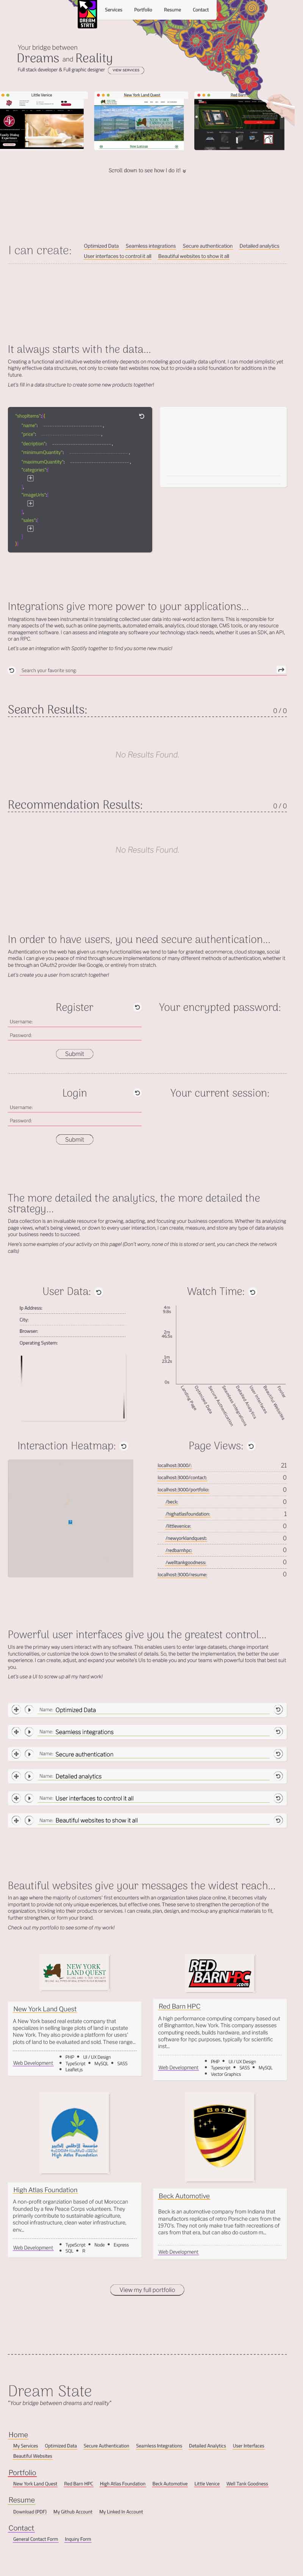 DREAM
STATE
Services Portfolio Resume Contact
Your bridge between
Dreams and Reality
Full stack developer & Full graphic designer VIEW SERVICES
Little Venice New York Land Quest Red Barn
Scroll down to see how I do it!
I can create:
Optimized Data Seamless integrations Secure authentication Detailed analytics
User interfaces to control it all Beautiful websites to show it all
It always starts with the data...
Creating a functional and intuitive website entirely depends on modeling good quality data upfront. I can model simplistic yet
highly effective data structures, not only to create fast websites now, but to provide a solid foundation for additions in the
future.
Let's fill in a data structure to create some new products together!
"shopItems": [
"name":
"price":
"decription":
"minimumQuantity":
"maximumQuantity":
"categories":
"imageUrls":
"sales":
Integrations give more power to your applications...
Integrations have been instrumental in translating collected user data into real-world action items. This is responsible for
many aspects of the web, such as online payments, automated emails, analytics, cloud storage, CMS tools, or any resource
management software. I can assess and integrate any software your technology stack needs, whether it uses an SDK, an API,
or an RPC.
Let's use an integration with Spotify together to find you some new music!
Search your favorite song:
Search Results: 0 / 0
No Results Found.
Recommendation Results: 0 / 0
No Results Found.
In order to have users, you need secure authentication...
Authentication on the web has given us many functionalities we tend to take for granted: ecommerce, cloud storage, social
media. I can give you peace of mind through secure implementations of many different methods of authentication, whether it
be through an OAuth2 provider like Google, or entirely from stratch.
Let's create you a user from scratch together!
Register Your encrypted password:
Username:
Password:
Submit
Login Your current session:
Username:
Password:
Submit
The more detailed the analytics, the more detailed the
strategy...
Data collection is an invaluable resource for growing, adapting, and focusing your business operations. Whether its analyzing
page views, what's being viewed, or down to every user interaction. I can create, measure, and store any type of data analysis
your business needs to succeed.
Here's some examples of your activity on this page! (Don't worry, none of this is stored or sent, you can check the network
calls)
User Data: Watch Time:
Ip Address:
City:
Browser:
Operating System:
0s
Landing Page
Optimized Data
Secure Authentication
Seamless Integrations
Detailed Analytics
User Interfaces
Beautiful Websites
Footer
Interaction Heatmap: Page Views:
localhost:3000/: 21
localhost:3000/contact: 0
localhost:3000/portfolio: 0
/beck: 0
/highatlasfoundation: 1
/littlevenice: 0
/newyorklandquest: 0
/redbarnhpc: 0
/welltankgoodness: 0
localhost:3000/resume: 0
Powerful user interfaces give you the greatest control...
UIs are the primary way users interact with any software. This could mean users to enter large datasets, change important
functionalities, or customize the look down to the smallest of details. So, the better the implementation, the better the user
experience. I can create, adjust, and expand your website's UIs to enable you and your team with powerful tools that best suit
you.
Let's use a UI to screw up all my hard work!
Name: Optimized Data
Name: Seamless integrations
Name: Secure authentication
Name: Detailed analytics
Name: User interfaces to control it all
Name: Beautiful websites to show it all
Beautiful websites give your messages the widest reach...
In an age where the majority of customers' first encounters with an organization takes place online, it becomes vitally
important to provide not only unique experiences, but effective ones. These serve to strengthen the perception of the
organization, bringing users into their products or services. I can create, plan, design, and mockup any graphical materials to fit,
further strengthen, or form your brand.
Check out my portfolio to see some of my work!
NEW YORK
LAND QUEST
RED
BARNHPC
.com
New York Land Quest
A New York based real estate company that
specializes in selling large plots of land in upstate
New York. They also provide a platform for users'
plots of land to be evaluated and sold. These range...
Web Development
PHP UI / UX Design
TypeScript MySQL SASS
Leaflet.js
Red Barn HPC
A high performance computing company based out
of Binghamton, New York. This company assesses
computing needs, builds hardware, and installs
software for hpc purposes; typically for scientific
inst...
Web Development
PHP UI / UX Design
Typescript SASS MySQL
Vector Graphics
High Atlas Foundation
BECK
High Atlas Foundation
A non-profit organization based of out Moroccan
founded by a few Peace Corps volunteers. They
primarily contribute to sustainable agriculture,
school infrastructure, clean water infrastructure,
env...
Web Development
TypeScript Node Express
SQL R
Beck Automotive
Beck is an automotive company from Indiana that
manufactures replicas of retro Porsche cars from the
1970's. They not only make true faith recreations of
cars from that era, but can also do custom m...
Web Development
View my full portfolio
Dream State
"Your bridge between dreams and reality"
Home
My Services Optimized Data Secure Authentication Seamless Integrations Detailed Analytics User Interfaces
Beautiful Websites
Portfolio
New York Land Quest Red Barn HPC High Atlas Foundation Beck Automotive Little Venice Well Tank Goodness
Resume
Download (PDF) My Github Account My Linked In Account
Contact
General Contact Form Inquiry Form